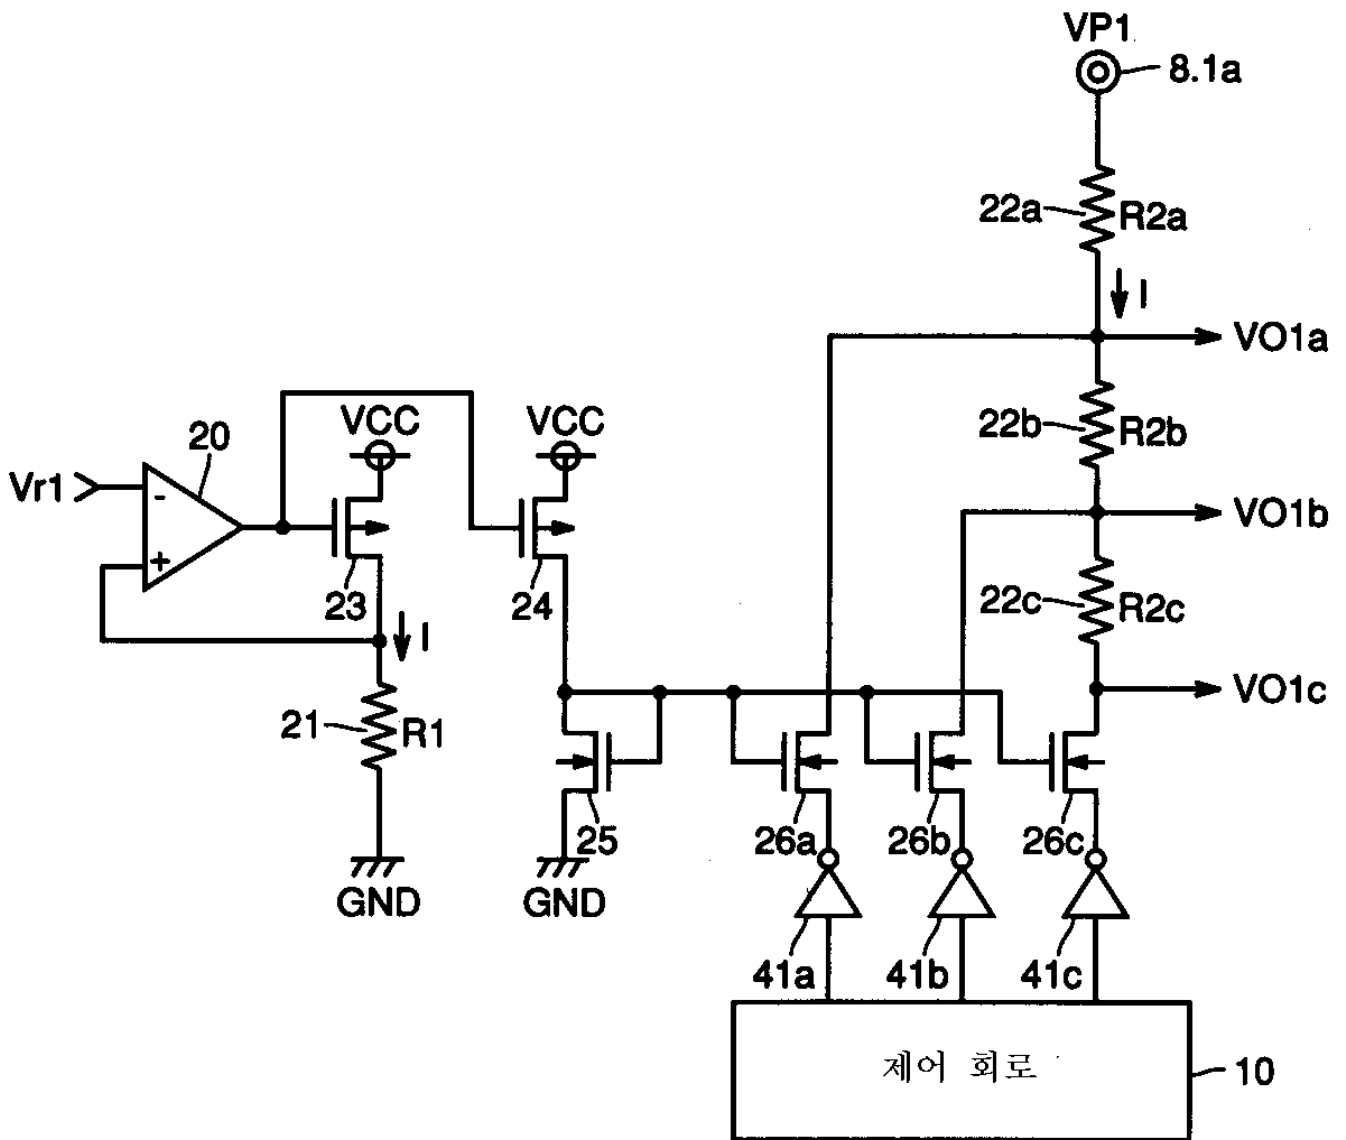 VP1
8.1a
22a
R2a
I
VO1a
22b
R2b
VO1b
22c
R2c
VO1c
VCC
VCC
20
Vr1
-
+
23
24
I
21
R1
25
26a
26b
26c
GND
GND
41a
41b
41c
제어 회로
10